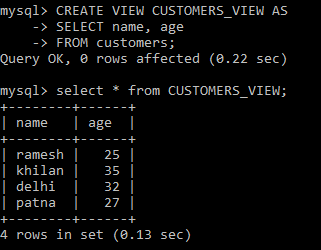 mysql> CREATE VIEW CUSTOMERS_VIEW AS
    -> SELECT name, age
    -> FROM customers;
Query OK, 0 rows affected (0.22 sec)

mysql> select * from CUSTOMERS_VIEW;
+--------+------+
| name   | age  |
+--------+------+
| ramesh |   25 |
| khilan |   35 |
| delhi  |   32 |
| patna  |   27 |
+--------+------+
4 rows in set (0.13 sec)